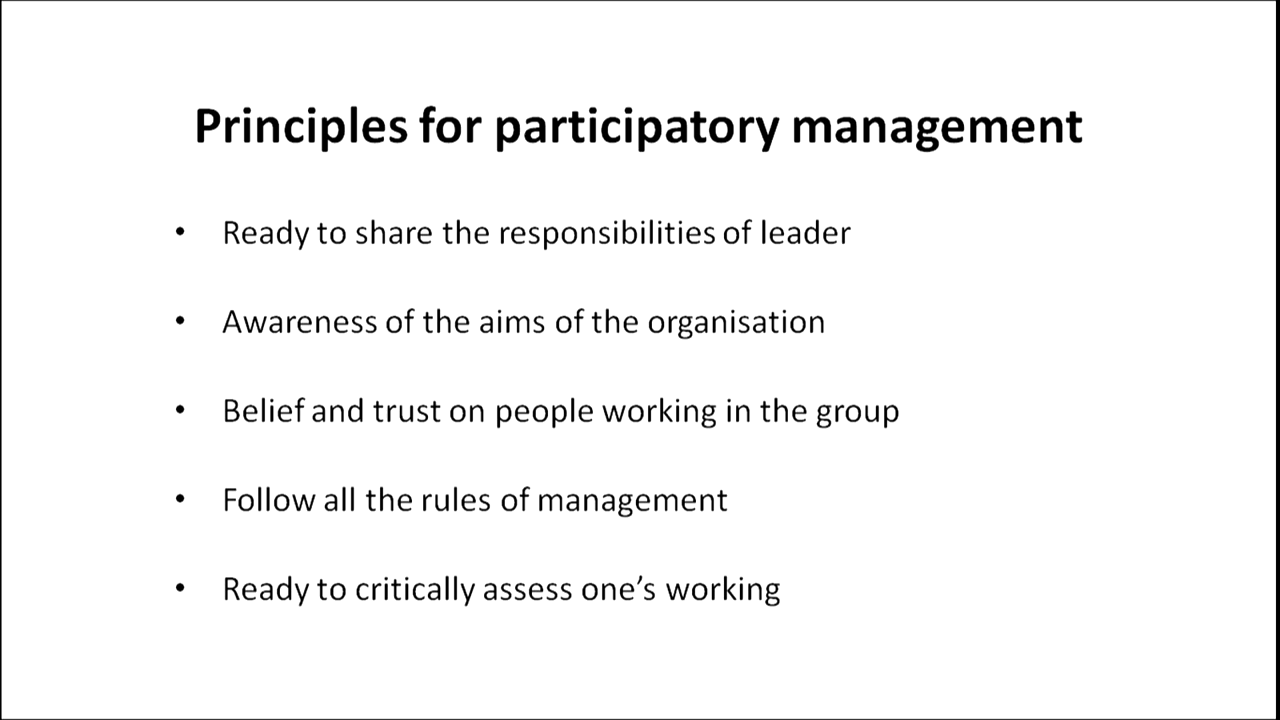 Principles for participatory management
• Ready to share the responsibilities of leader
• Awareness of the aims of the organisation
• Belief and trust on people working in the group
• Follow all the rules of management
• Ready to critically assess one’s working